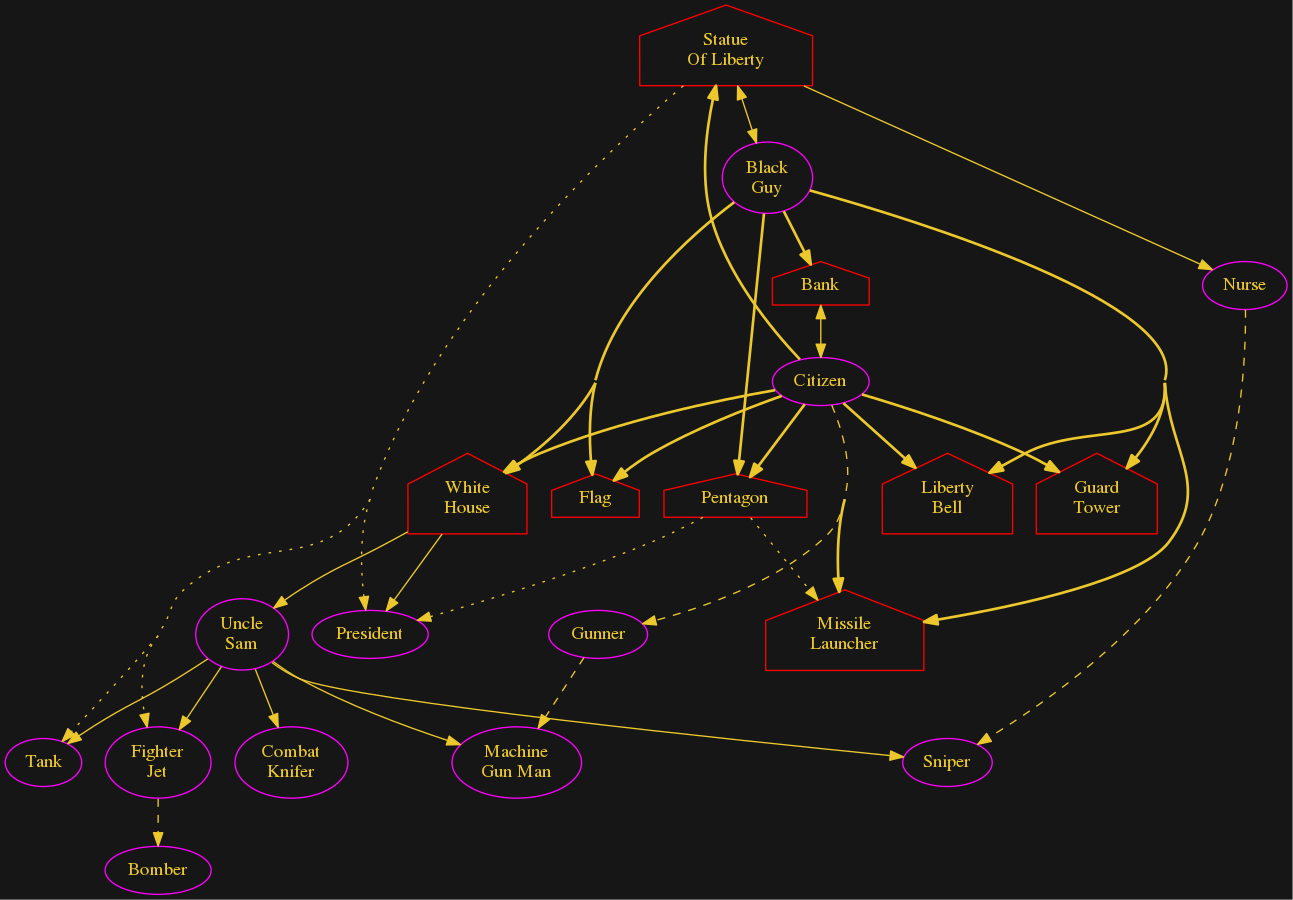 Statue
Of Liberty
Black
Guy
Bank
Nurse
Citizen
White
House
Flag
Pentagon
Liberty
Bell
Guard
Tower
Uncle
Sam
President
Gunner
Missile
Launcher
Tank
Fighter
Jet
Combat
Knifer
Machine
Gun Man
Sniper
Bomber